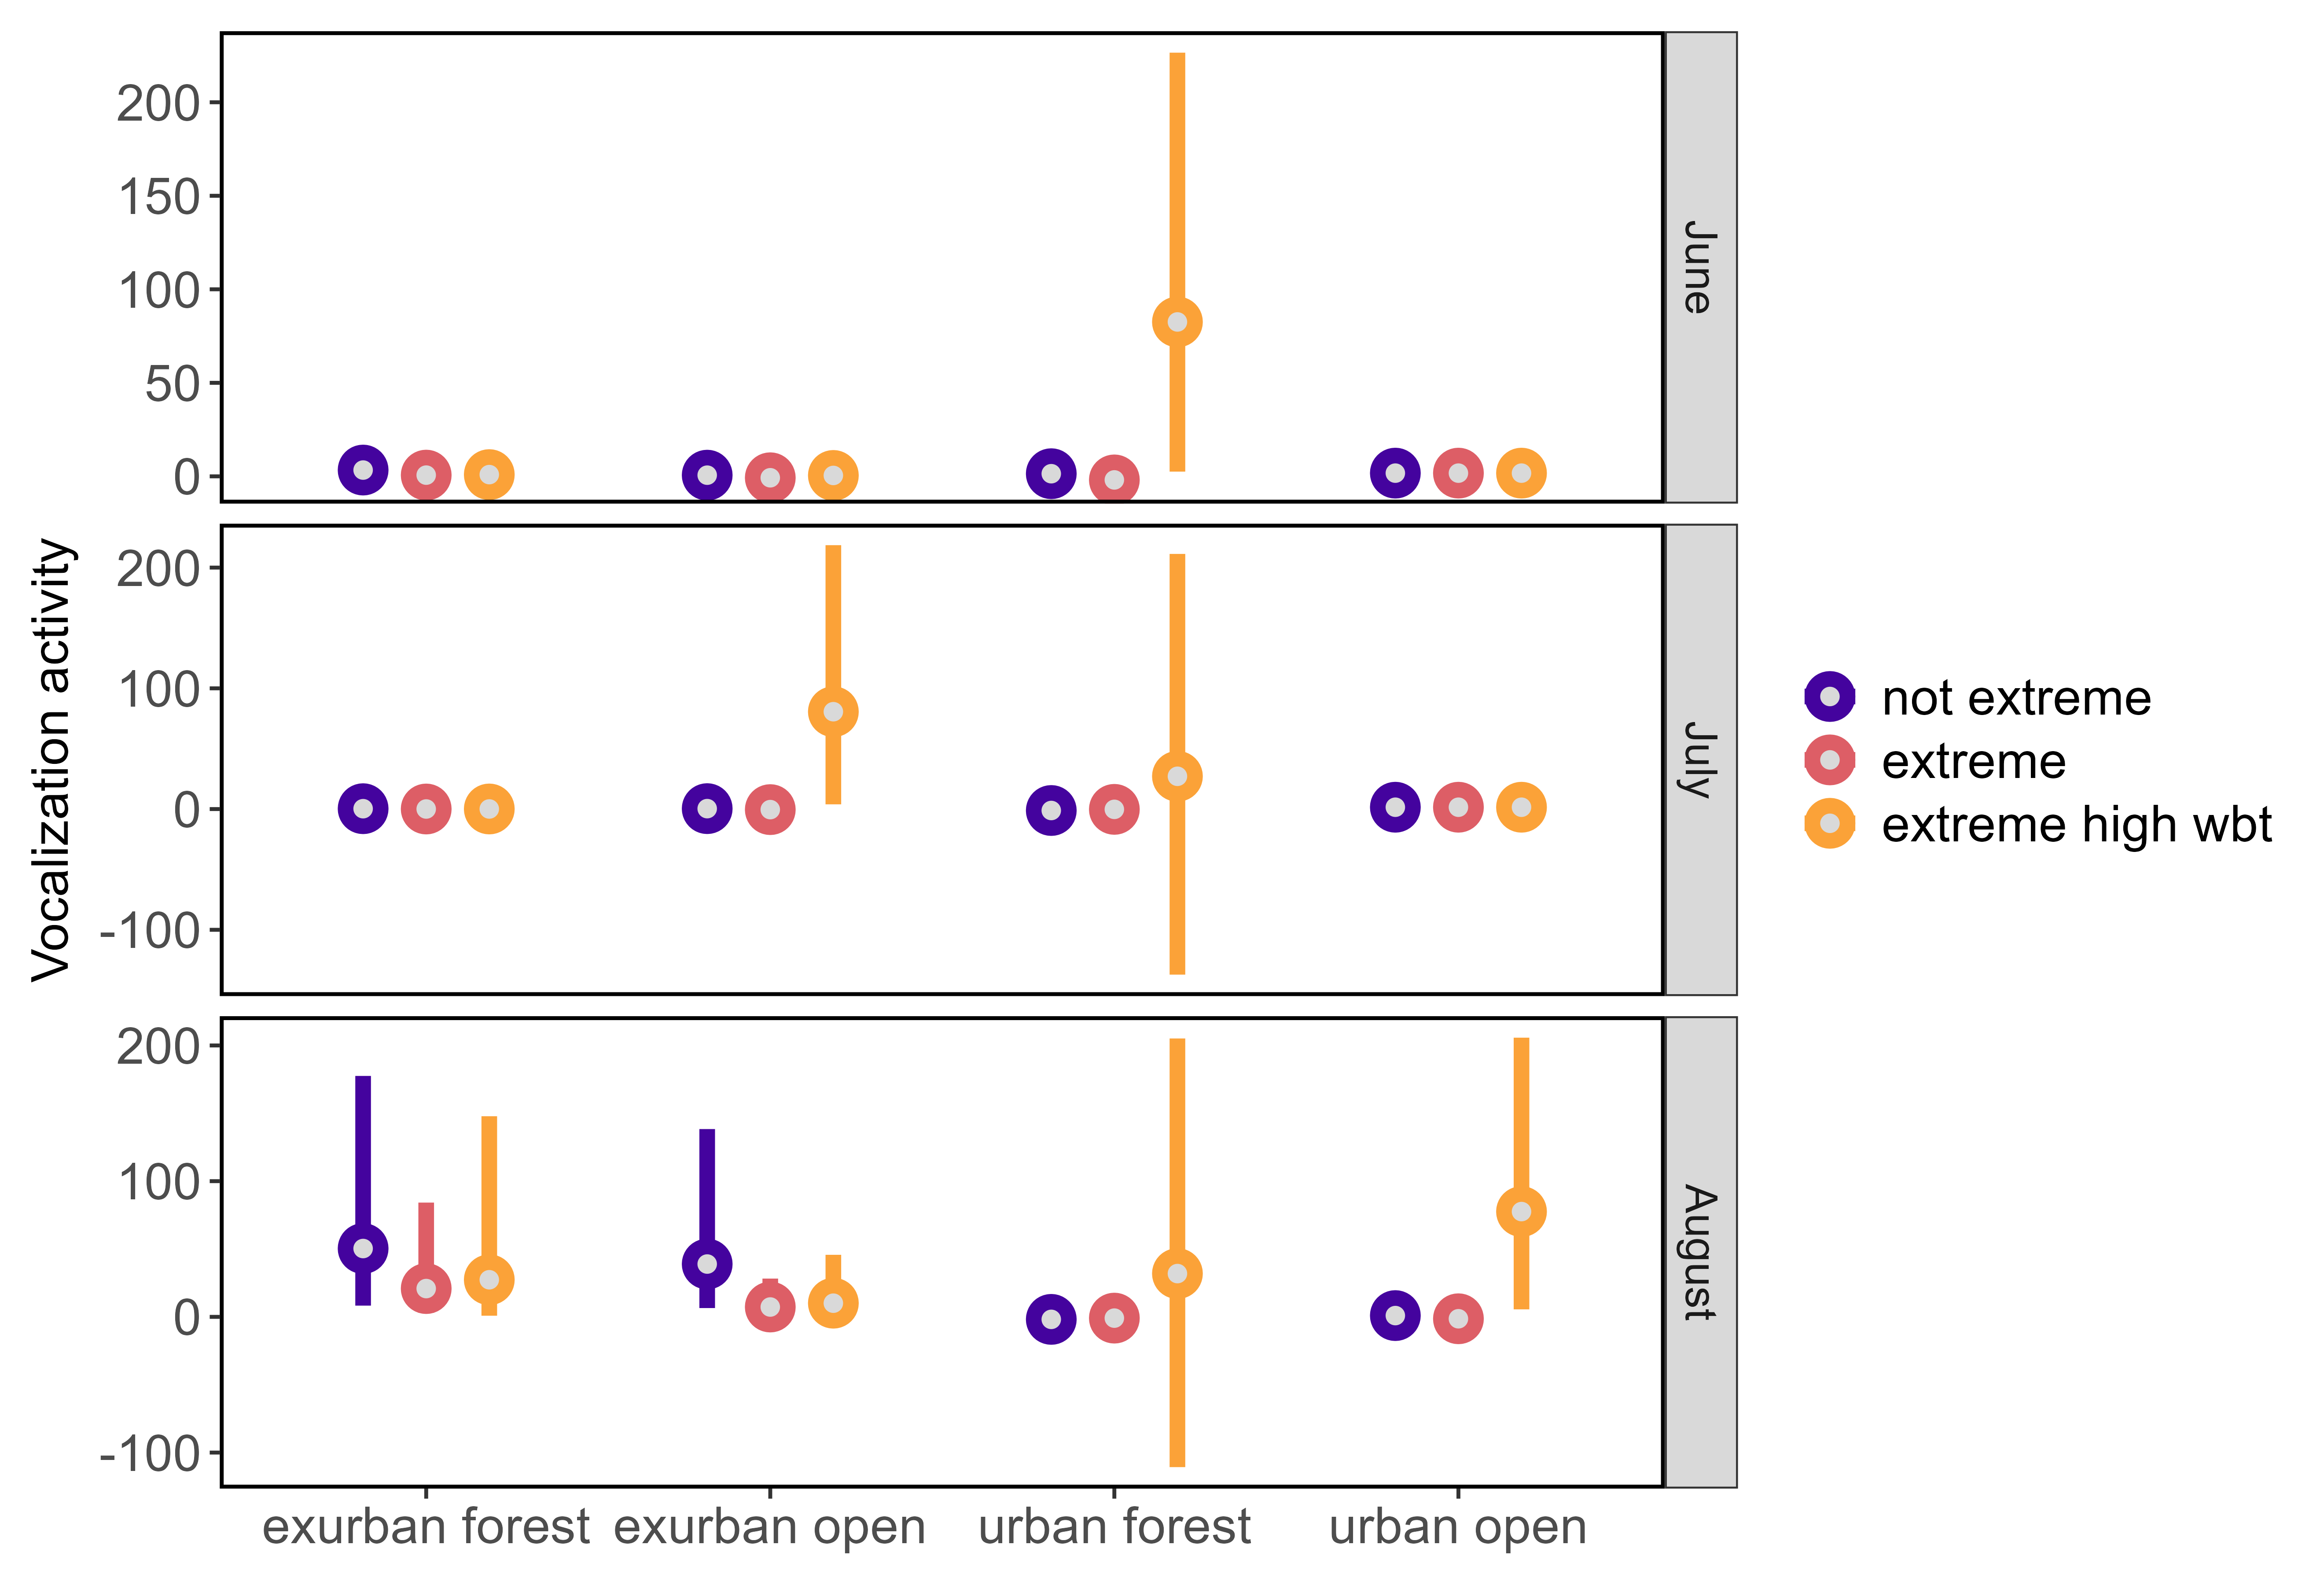 200
150
100
50
0
June
Vocalization activity
200
100
0
-100
July
not extreme
extreme
extreme high wbt
200
100
0
-100
August
exurban forest exurban open urban forest urban open